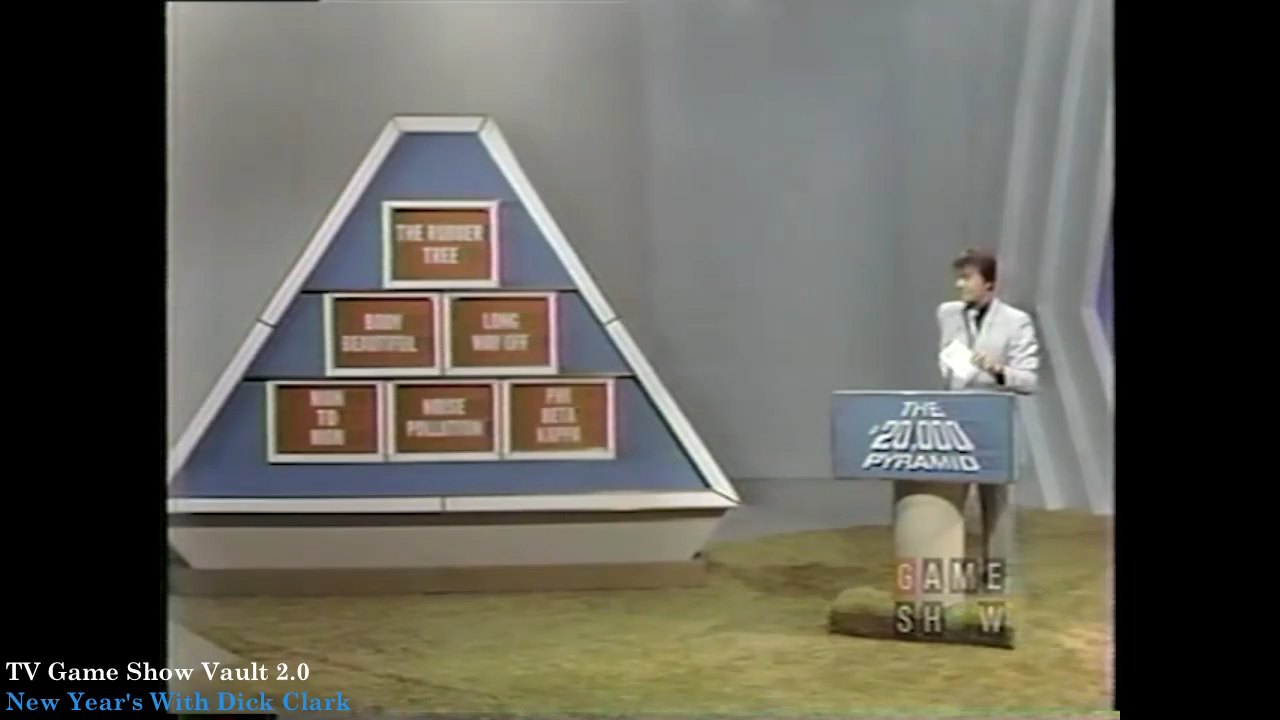 THE RUBBER
TREE
BODY
BEAUTIFUL
LONG
WAY OFF
MAN
TO
MAN
NOISE
POLLUTION
PHI
BETA
KAPPA
THE
$20,000
PYRAMID
GAME
SHOW
TV Game Show Vault 2.0
New Year's With Dick Clark